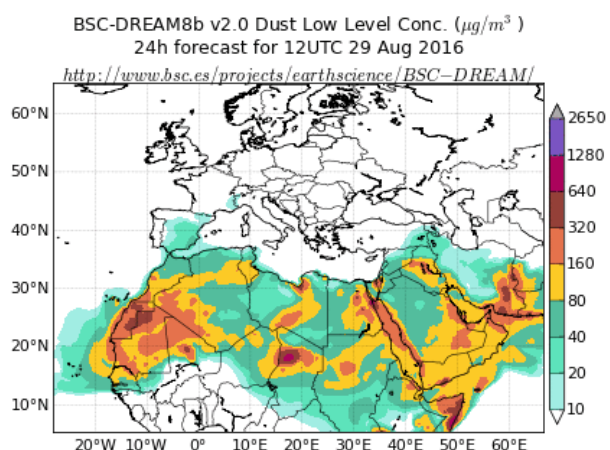 BSC-DREAM8b v2.0 Dust Low Level Conc. (μg/m³ )
24h forecast for 12UTC 29 Aug 2016
http://www.bsc.es/projects/earthscience/BSC−DREAM/
60°N
50°N
40°N
30°N
20°N
10°N
20°W 10°W 0° 10°E 20°E 30°E 40°E 50°E 60°E
2650
1280
640
320
160
80
40
20
10